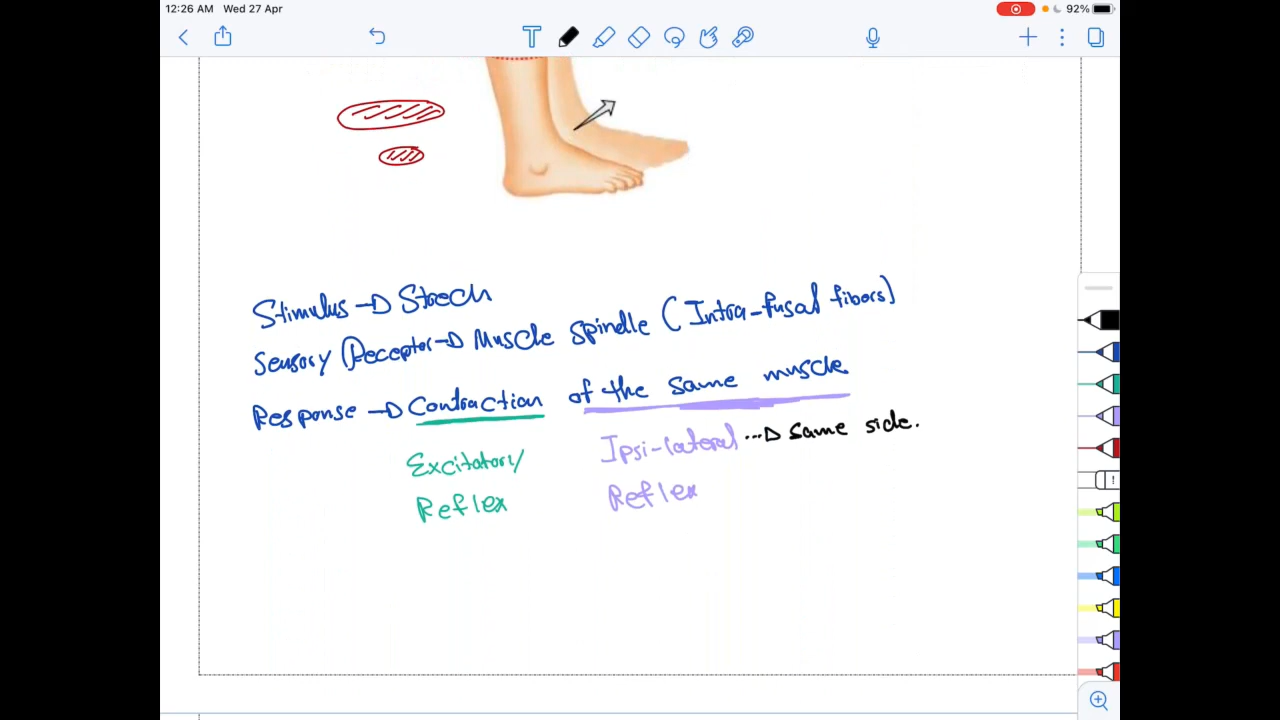 12:26 AM Wed 27 Apr
92%
T
Stimulus → Strech
Sensory Receptor → Muscle spindle (Intra-fusal fibers)
Response → Contraction of the same muscle
Excitatory Ipsi-lateral ...→ same side.
Reflex Reflex